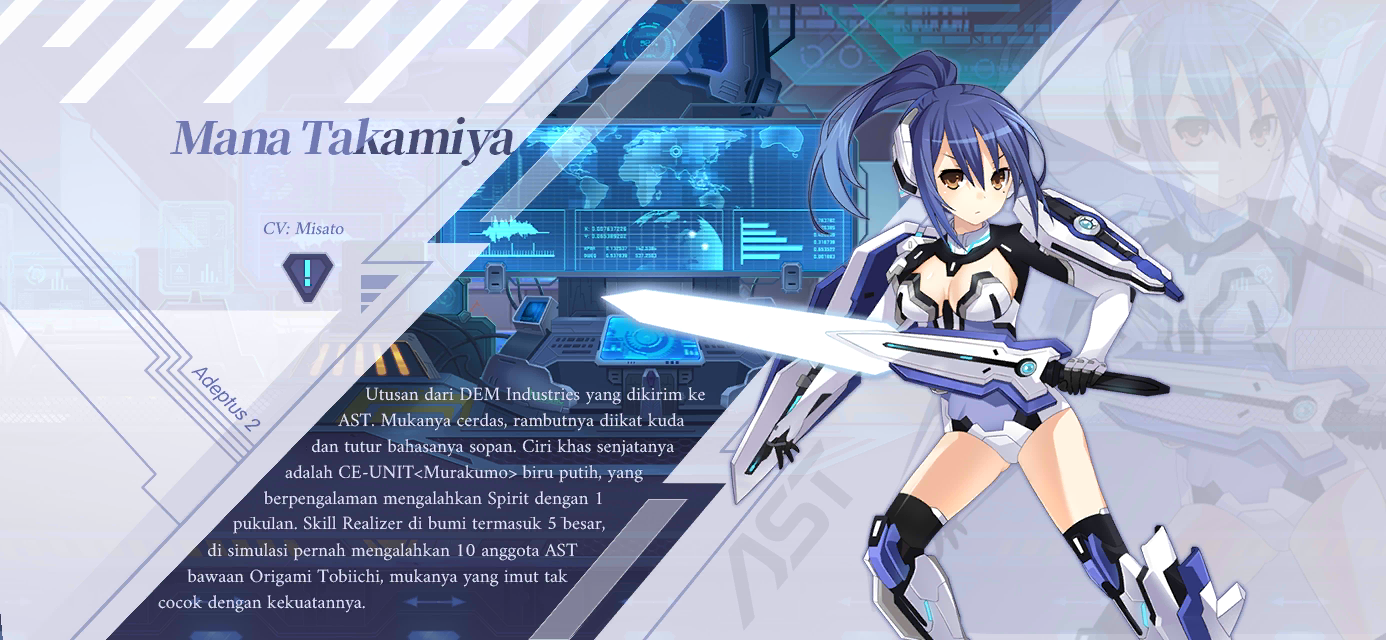 Mana Takamiya
CV: Misato
Adeptus 2
Utusan dari DEM Industries yang dikirim ke
AST. Mukanya cerdas, rambutnya diikat kuda
dan tutur bahasanya sopan. Ciri khas senjatanya
adalah CE-UNIT<Murakumo> biru putih, yang
berpengalaman mengalahkan Spirit dengan 1
pukulan. Skill Realizer di bumi termasuk 5 besar,
di simulasi pernah mengalahkan 10 anggota AST
bawaan Origami Tobiichi, mukanya yang imut tak
cocok dengan kekuatannya.
AST